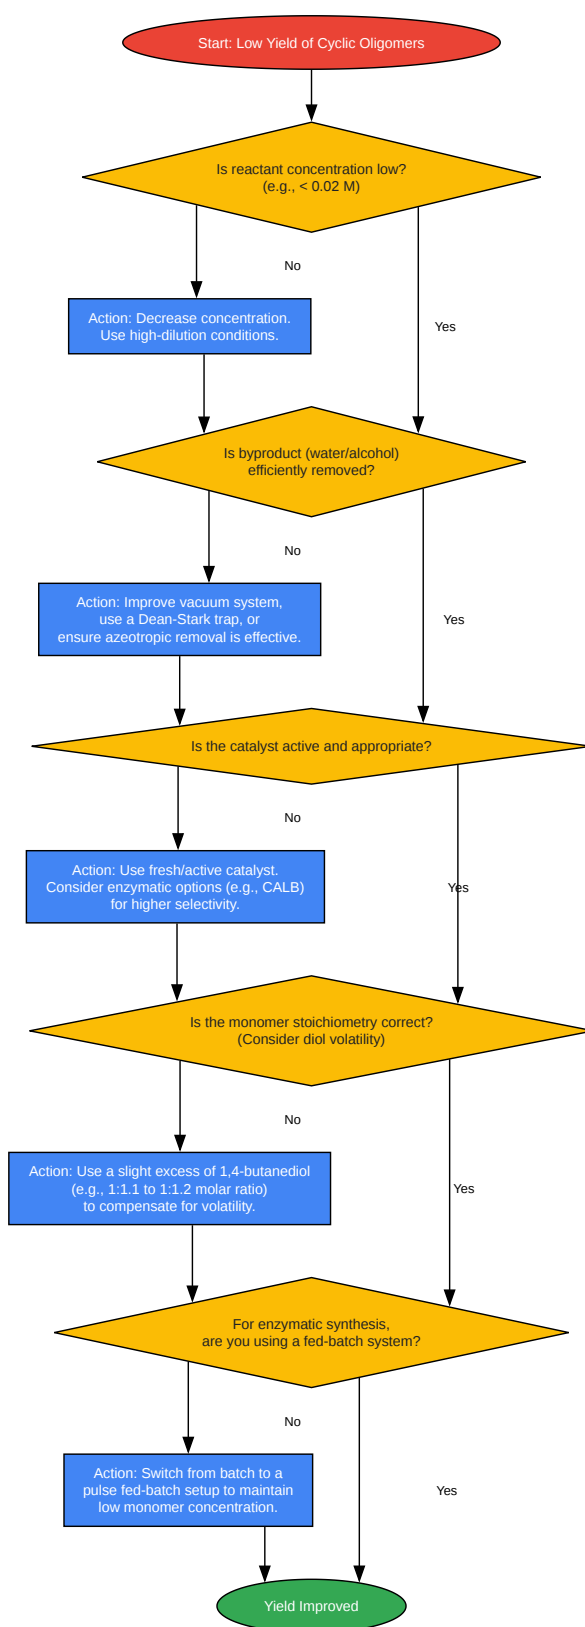 Start: Low Yield of Cyclic Oligomers
Is reactant concentration low?
(e.g., < 0.02 M)
No
Action: Decrease concentration.
Use high-dilution conditions.
Yes
Is byproduct (water/alcohol)
efficiently removed?
No
Action: Improve vacuum system,
use a Dean-Stark trap, or
ensure azeotropic removal is effective.
Yes
Is the catalyst active and appropriate?
No
Action: Use fresh/active catalyst.
Consider enzymatic options (e.g., CALB)
for higher selectivity.
Yes
Is the monomer stoichiometry correct?
(Consider diol volatility)
No
Action: Use a slight excess of 1,4-butanediol
(e.g., 1:1.1 to 1:1.2 molar ratio)
to compensate for volatility.
Yes
For enzymatic synthesis,
are you using a fed-batch system?
No
Action: Switch from batch to a
pulse fed-batch setup to maintain
low monomer concentration.
Yes
Yield Improved